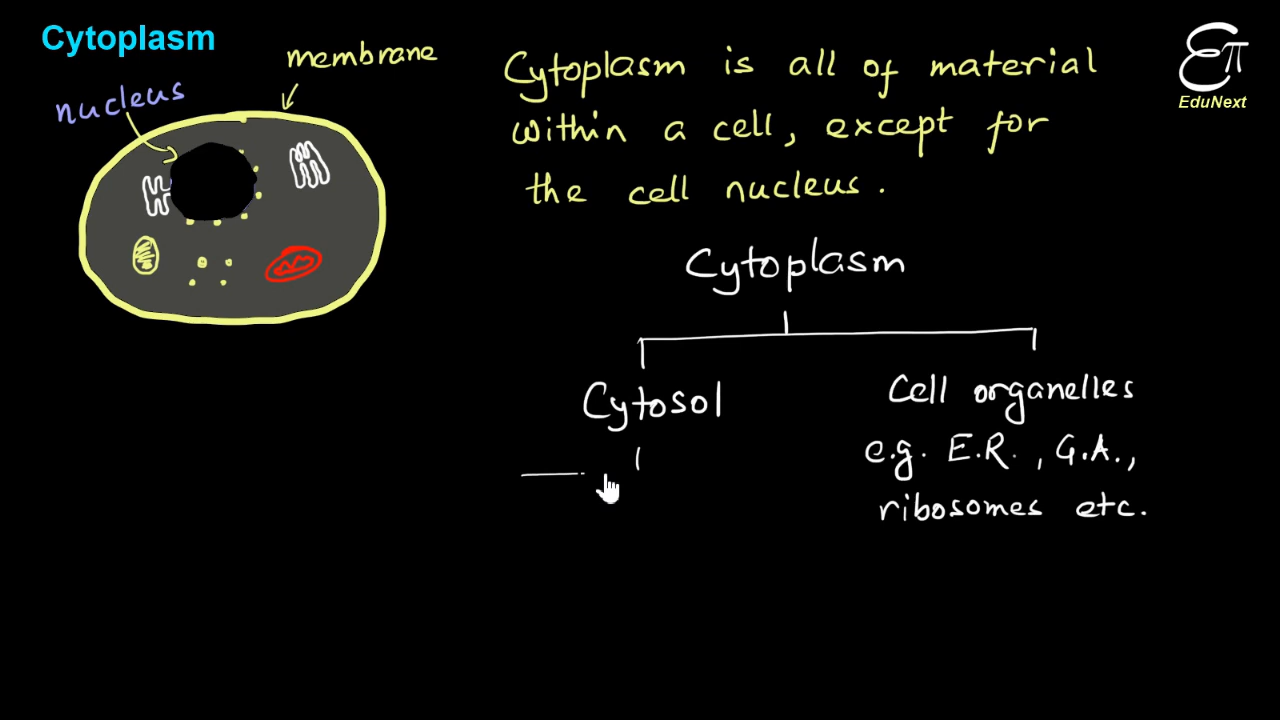 Cytoplasm
membrane
nucleus
Cytoplasm is all of material
within a cell, except for
the cell nucleus.
Eπ
EduNext
Cytoplasm
Cytosol
Cell organelles
e.g. E.R., G.A.,
ribosomes etc.